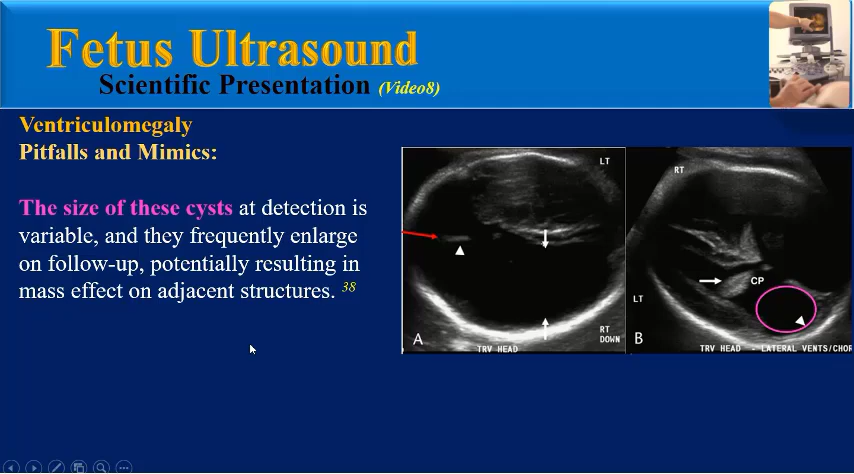 Fetus Ultrasound
Scientific Presentation (Video8)
Ventriculomegaly
Pitfalls and Mimics:
The size of these cysts at detection is
variable, and they frequently enlarge
on follow-up, potentially resulting in
mass effect on adjacent structures. 38
LT
RT
DOWN
A
TRV HEAD
RT
LT
CP
B
TRV HEAD - LATERAL VENTS/CHOR